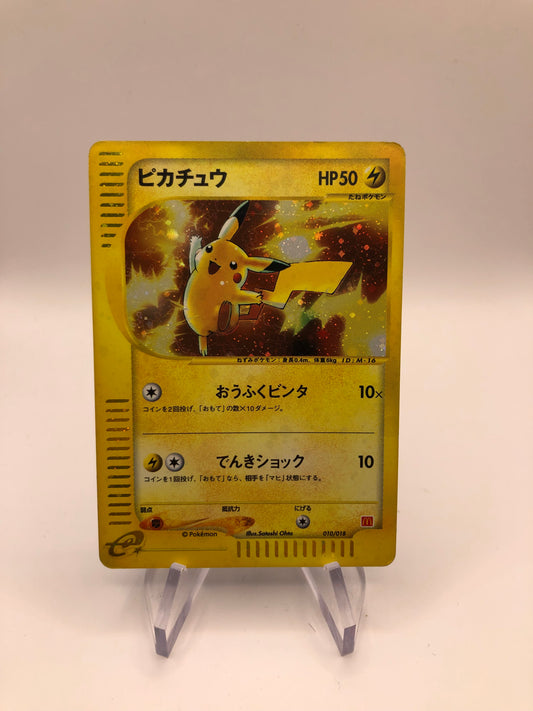 ピカチュウ HP50
たねポケモン
ねずみポケモン：身長0.4m、体重6kg ID：M-16
おうふくビンタ 10×
コインを2回投げ、「おもて」の数×10ダメージ。
でんきショック 10
コインを1回投げ、「おもて」なら、相手を「マヒ」状態にする。
弱点 抵抗力 にげる
©Pokémon Illus.Satoshi Ohta 010/018